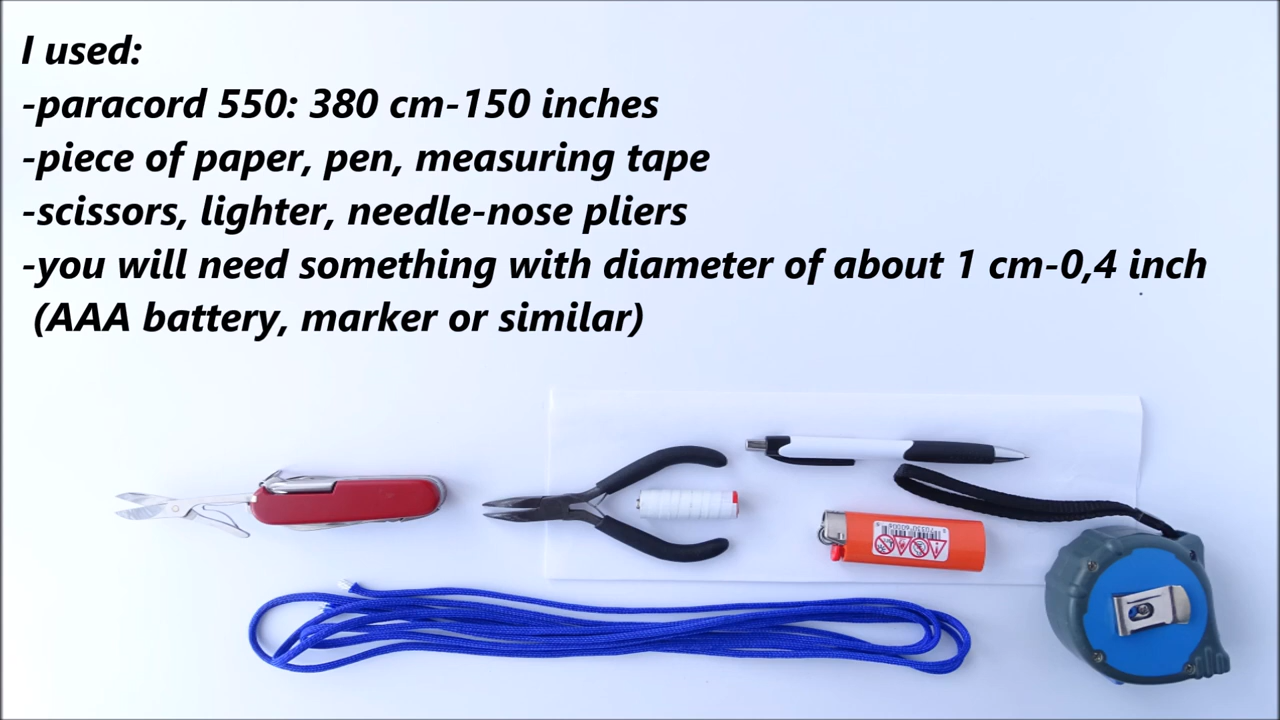 I used:
-paracord 550: 380 cm-150 inches
-piece of paper, pen, measuring tape
-scissors, lighter, needle-nose pliers
-you will need something with diameter of about 1 cm-0,4 inch
(AAA battery, marker or similar)